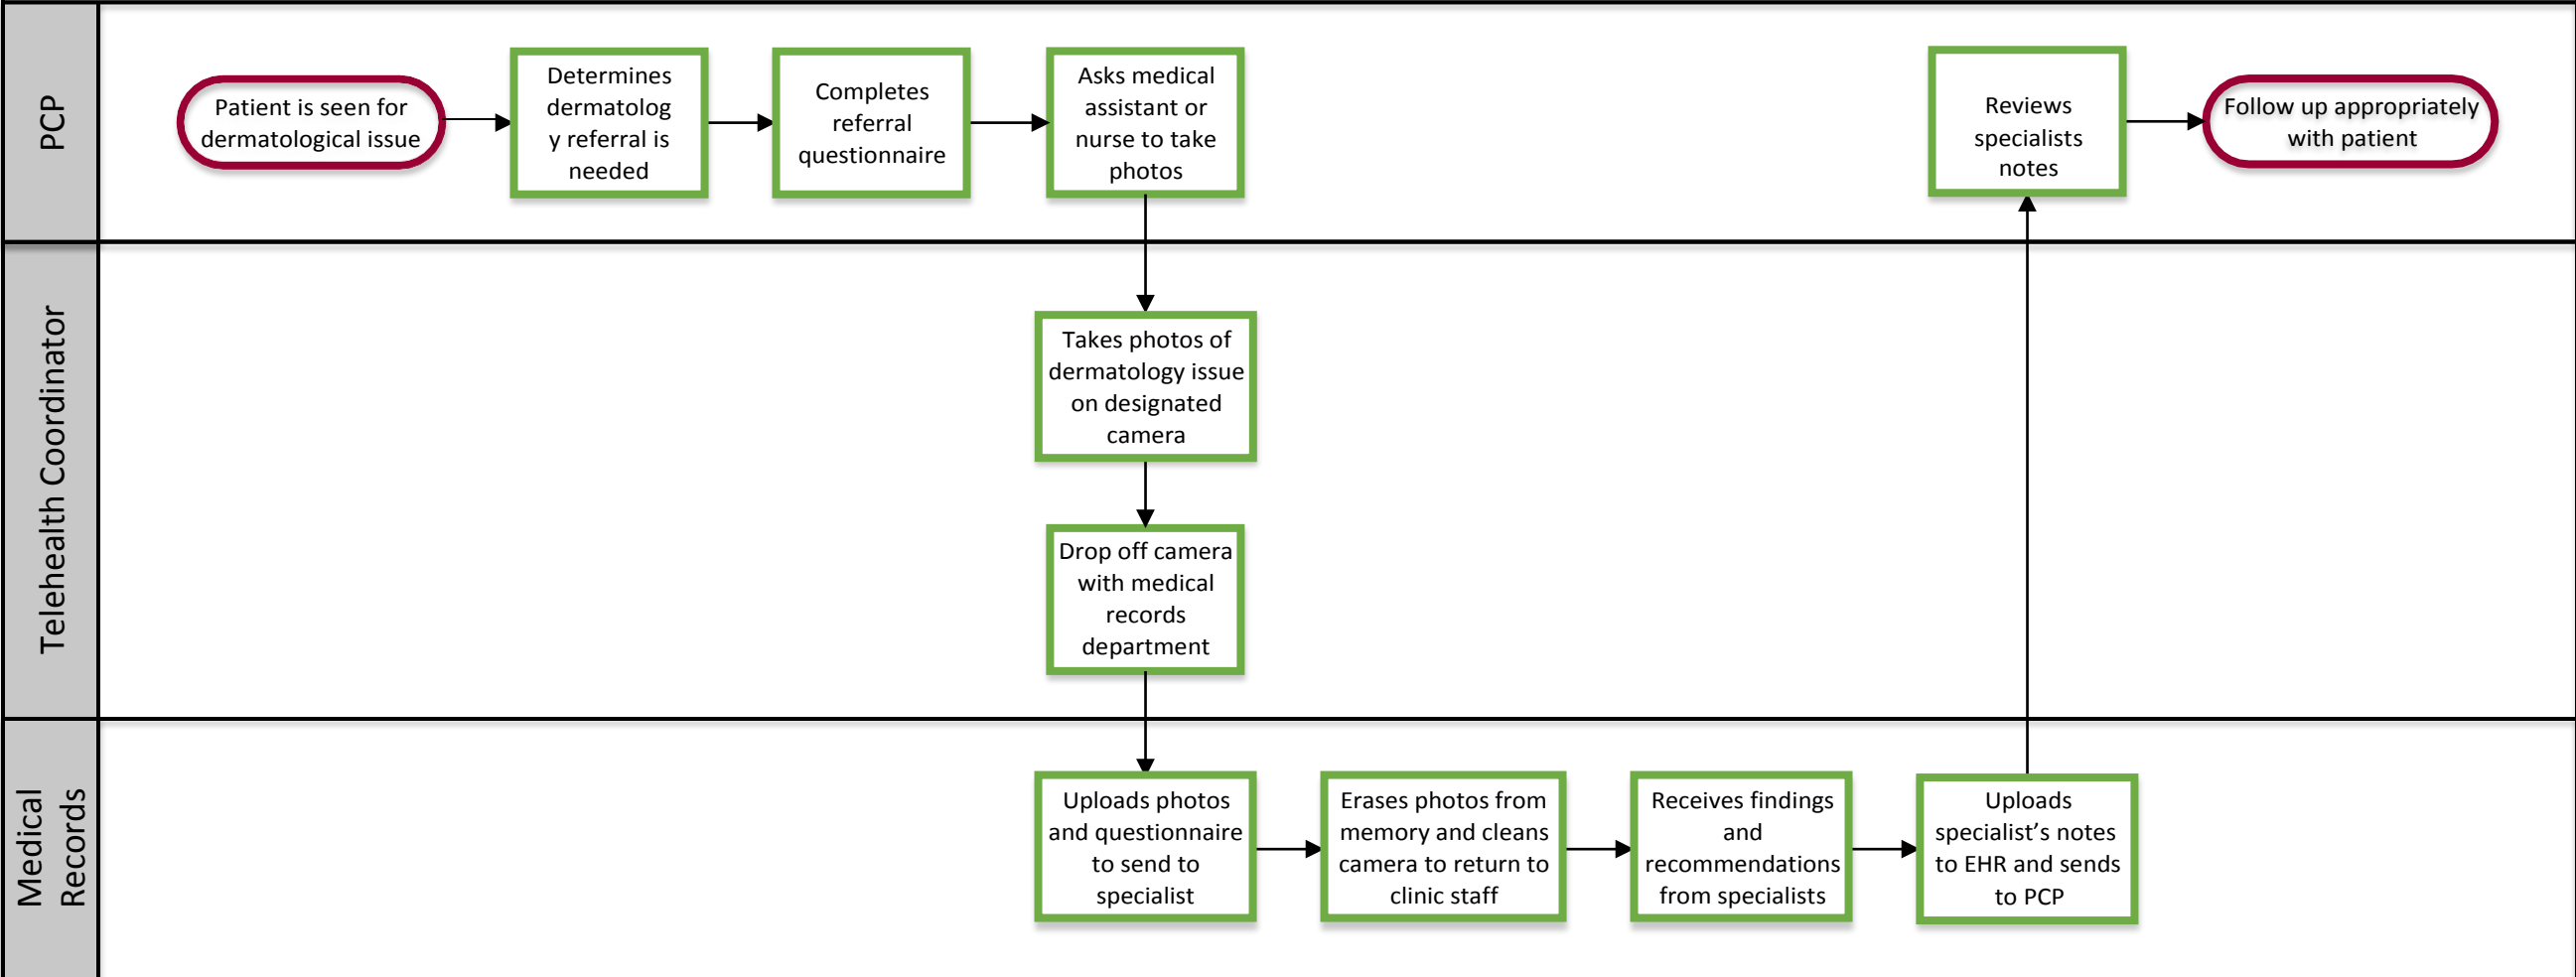 PCP
Patient is seen for
dermatological issue
Determines
dermatolog
y referral is
needed
Completes
referral
questionnaire
Asks medical
assistant or
nurse to take
photos
Reviews
specialists
notes
Follow up appropriately
with patient
Telehealth Coordinator
Takes photos of
dermatology issue
on designated
camera
Drop off camera
with medical
records
department
Medical
Records
Uploads photos
and questionnaire
to send to
specialist
Erases photos from
memory and cleans
camera to return to
clinic staff
Receives findings
and
recommendations
from specialists
Uploads
specialist’s notes
to EHR and sends
to PCP